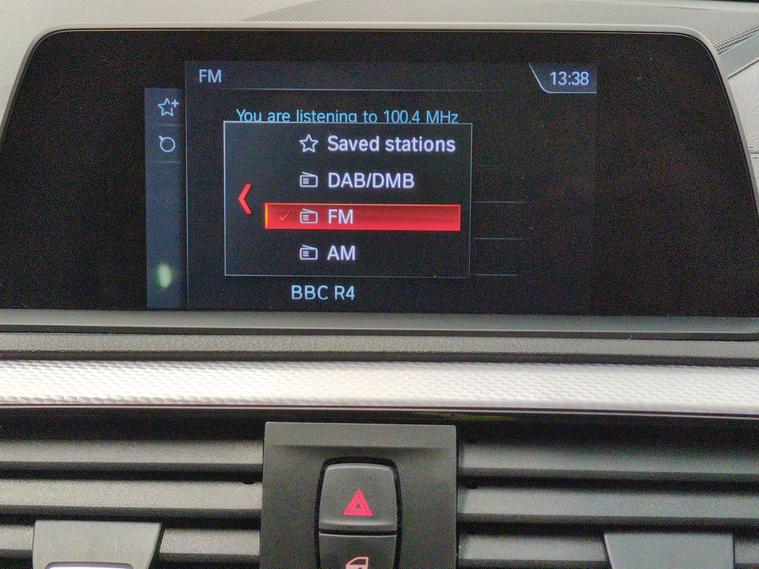 FM
13:38
You are listening to 100.4 MHz
Saved stations
DAB/DMB
FM
AM
BBC R4